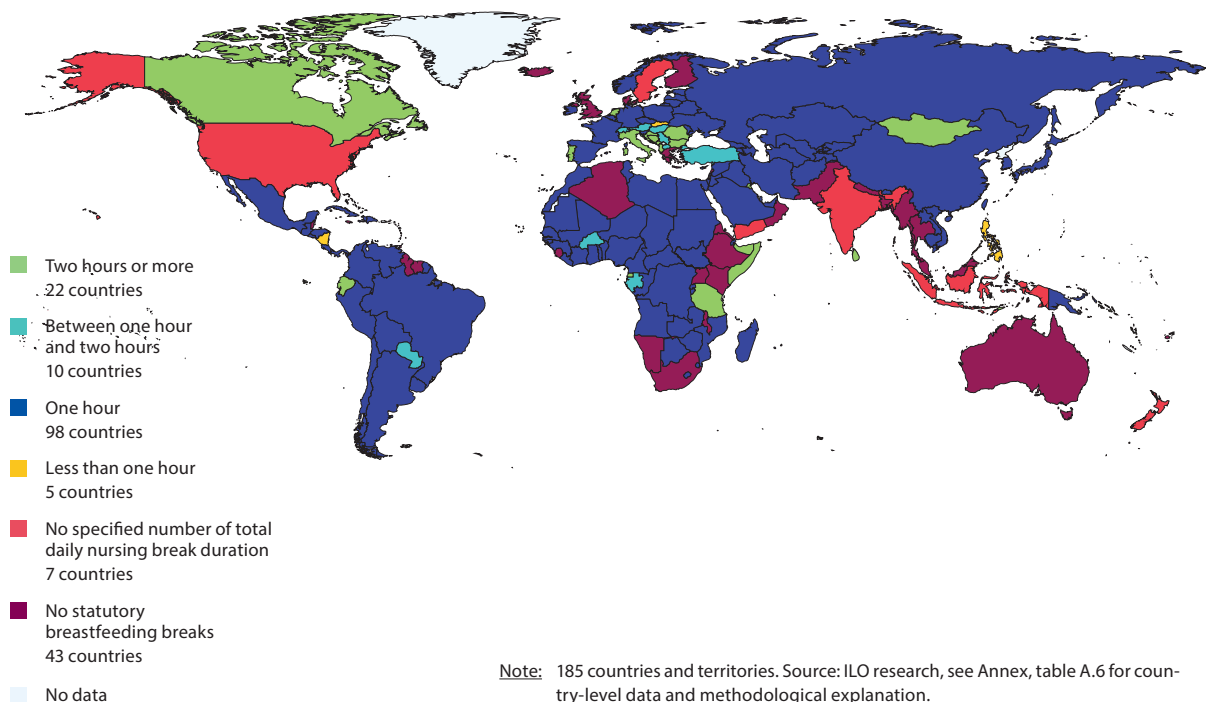 Two hours or more
22 countries
Between one hour
and two hours
10 countries
One hour
98 countries
Less than one hour
5 countries
No specified number of total
daily nursing break duration
7 countries
No statutory
breastfeeding breaks
43 countries
No data
Note: 185 countries and territories. Source: ILO research, see Annex, table A.6 for coun-
try-level data and methodological explanation.